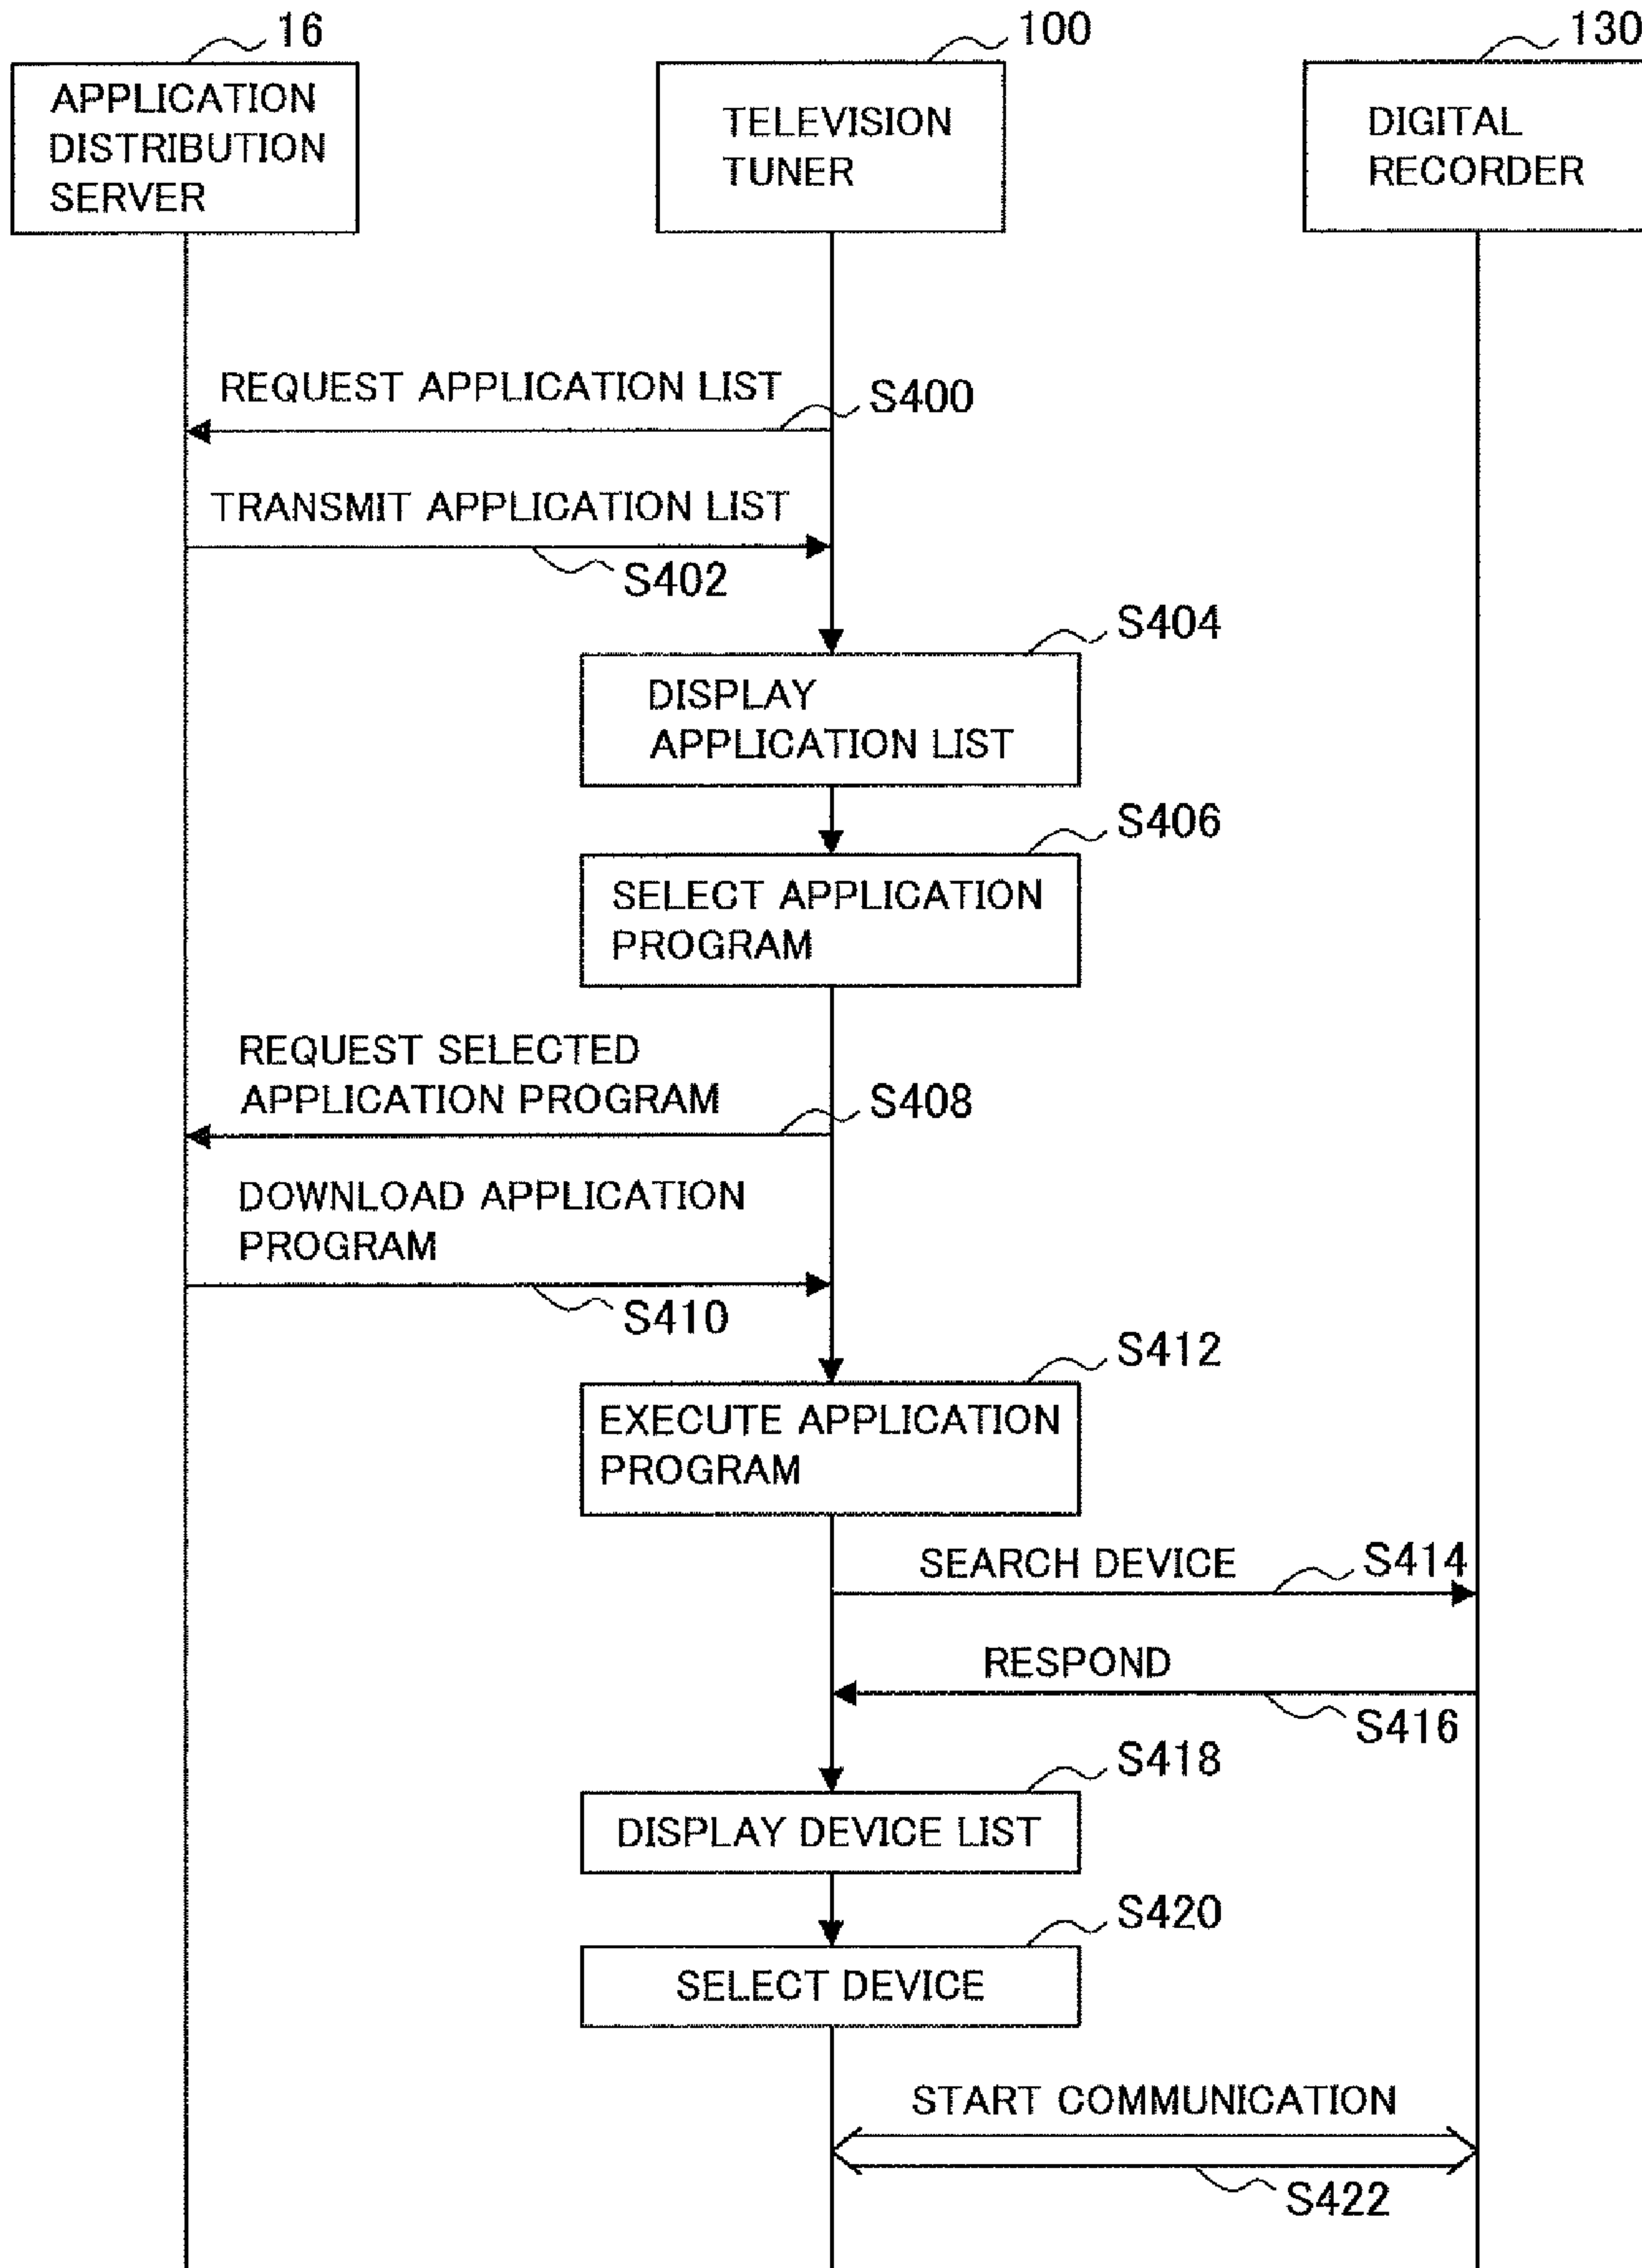 16
100
130
APPLICATION
DISTRIBUTION
SERVER
TELEVISION
TUNER
DIGITAL
RECORDER
REQUEST APPLICATION LIST
S400
TRANSMIT APPLICATION LIST
S402
S404
DISPLAY
APPLICATION LIST
S406
SELECT APPLICATION
PROGRAM
REQUEST SELECTED
APPLICATION PROGRAM
S408
DOWNLOAD APPLICATION
PROGRAM
S410
S412
EXECUTE APPLICATION
PROGRAM
SEARCH DEVICE
S414
RESPOND
S416
S418
DISPLAY DEVICE LIST
S420
SELECT DEVICE
START COMMUNICATION
S422